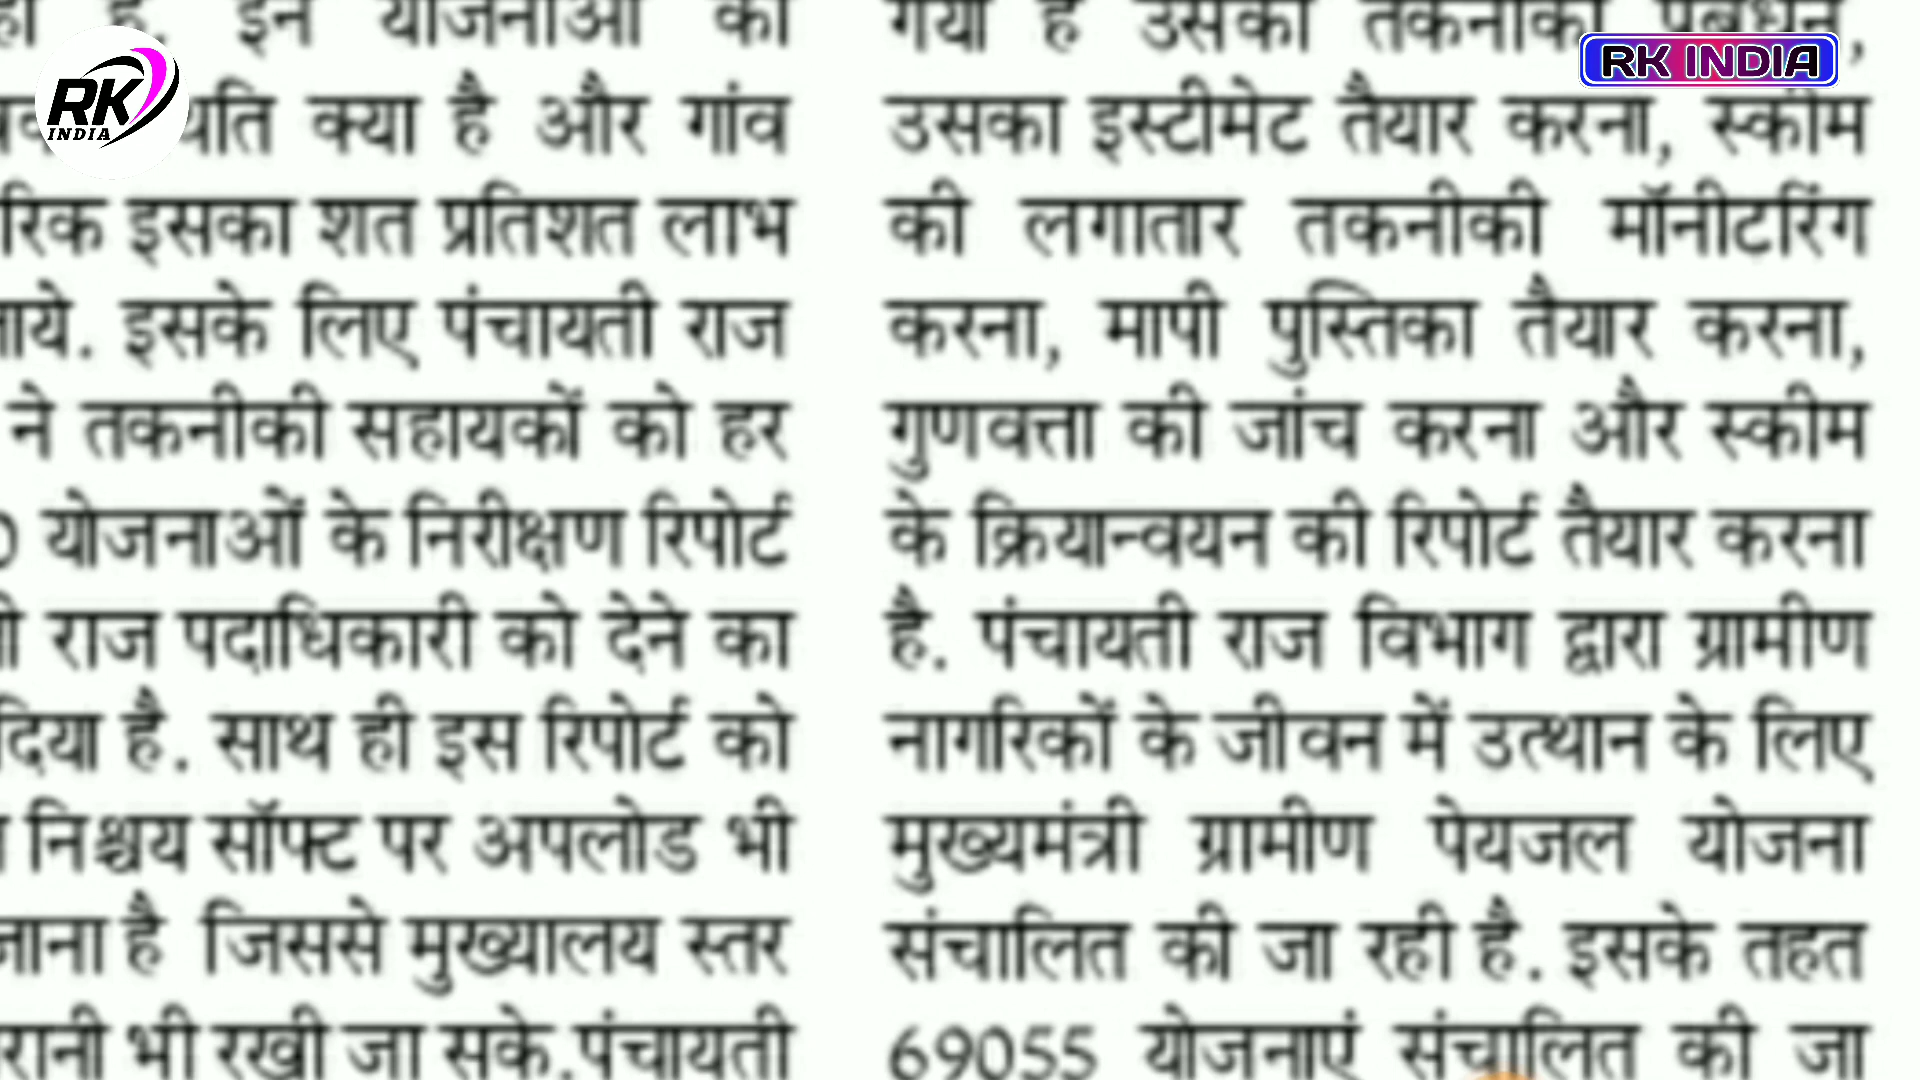 इन योजनाओं की
क्या है और गांव
इसका शत प्रतिशत लाभ
इसके लिए पंचायती राज
ने तकनीकी सहायकों को हर
योजनाओं के निरीक्षण रिपोर्ट
राज पदाधिकारी को देने का
दिया है. साथ ही इस रिपोर्ट को
निश्चय सॉफ्ट पर अपलोड भी
जाना है जिससे मुख्यालय स्तर
भी रखी जा सके.पंचायती
गया है उसका तकनीकी प्रबंधन,
उसका इस्टीमेट तैयार करना, स्कीम
की लगातार तकनीकी मॉनीटरिंग
करना, मापी पुस्तिका तैयार करना,
गुणवत्ता की जांच करना और स्कीम
के क्रियान्वयन की रिपोर्ट तैयार करना
है. पंचायती राज विभाग द्वारा ग्रामीण
नागरिकों के जीवन में उत्थान के लिए
मुख्यमंत्री ग्रामीण पेयजल योजना
संचालित की जा रही है. इसके तहत
69055 योजनाएं संचालित की जा
RK
INDIA
RK INDIA